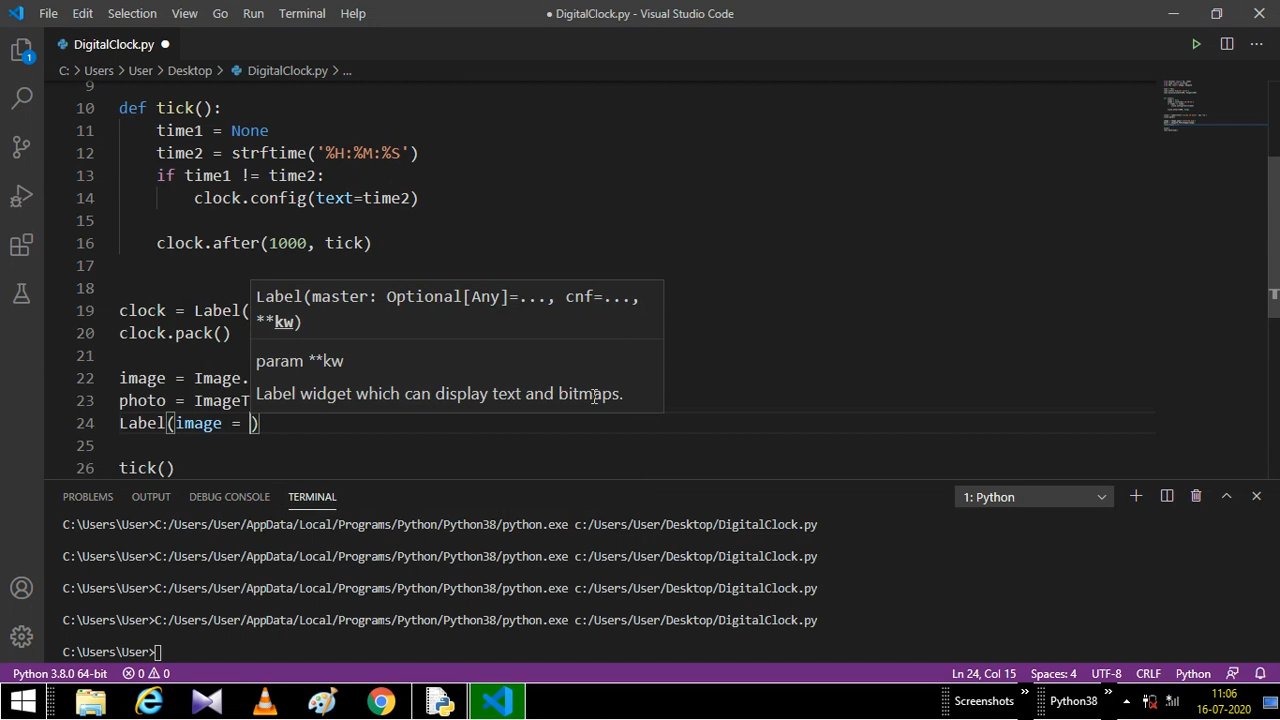 File Edit Selection View Go Run Terminal Help
● DigitalClock.py - Visual Studio Code
DigitalClock.py ●
C: > Users > User > Desktop > DigitalClock.py > ...
9
10 def tick():
11 time1 = None
12 time2 = strftime('%H:%M:%S')
13 if time1 != time2:
14 clock.config(text=time2)
15
16 clock.after(1000, tick)
17
18
19 clock = Label(
20 clock.pack()
21
22 image = Image.
23 photo = ImageT
24 Label(image = )
25
26 tick()
Label(master: Optional[Any]=..., cnf=...,
**kw)
param **kw
Label widget which can display text and bitmaps.
PROBLEMS OUTPUT DEBUG CONSOLE TERMINAL 1: Python
C:\Users\User>C:/Users/User/AppData/Local/Programs/Python/Python38/python.exe c:/Users/User/Desktop/DigitalClock.py
C:\Users\User>C:/Users/User/AppData/Local/Programs/Python/Python38/python.exe c:/Users/User/Desktop/DigitalClock.py
C:\Users\User>C:/Users/User/AppData/Local/Programs/Python/Python38/python.exe c:/Users/User/Desktop/DigitalClock.py
C:\Users\User>C:/Users/User/AppData/Local/Programs/Python/Python38/python.exe c:/Users/User/Desktop/DigitalClock.py
C:\Users\User>
Python 3.8.0 64-bit 0 0 Ln 24, Col 15 Spaces: 4 UTF-8 CRLF Python
Screenshots » Python38 » 11:06
16-07-2020
1